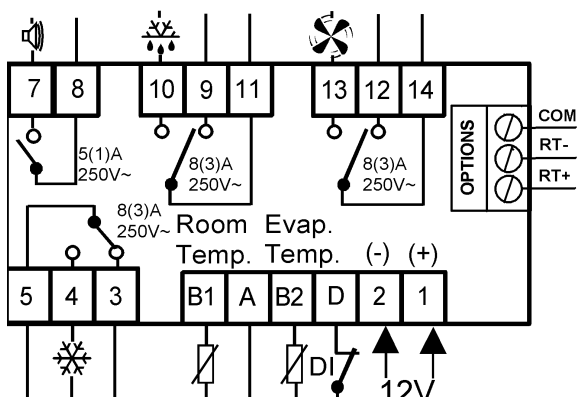 7 8 10 9 11 13 12 14
5(1)A
250V~
8(3)A
250V~
8(3)A
250V~
OPTIONS
COM
RT-
RT+
8(3)A
250V~
Room Evap.
Temp. Temp. (-) (+)
5 4 3 B1 A B2 D 2 1
DI
12V